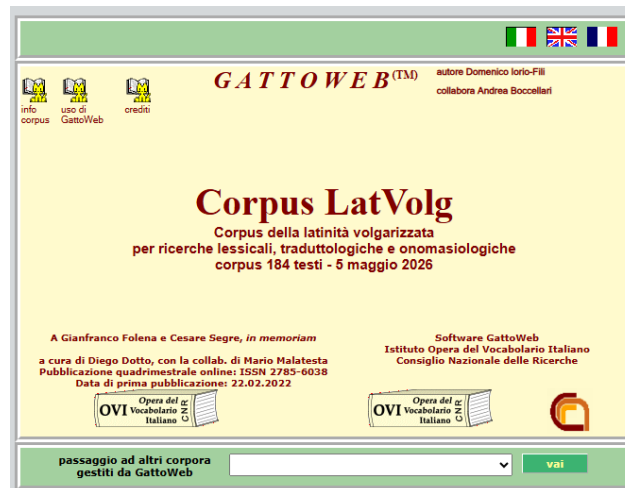 GATTOWEB(TM)
autore Domenico Iorio-Fili
collabora Andrea Boccellari
info corpus
uso di GattoWeb
crediti
Corpus LatVolg
Corpus della latinità volgarizzata
per ricerche lessicali, traduttologiche e onomasiologiche
corpus 184 testi - 5 maggio 2026
A Gianfranco Folena e Cesare Segre, in memoriam
a cura di Diego Dotto, con la collab. di Mario Malatesta
Pubblicazione quadrimestrale online: ISSN 2785-6038
Data di prima pubblicazione: 22.02.2022
Software GattoWeb
Istituto Opera del Vocabolario Italiano
Consiglio Nazionale delle Ricerche
OVI Opera del Vocabolario Italiano CNR
OVI Opera del Vocabolario Italiano CNR
passaggio ad altri corpora
gestiti da GattoWeb
vai